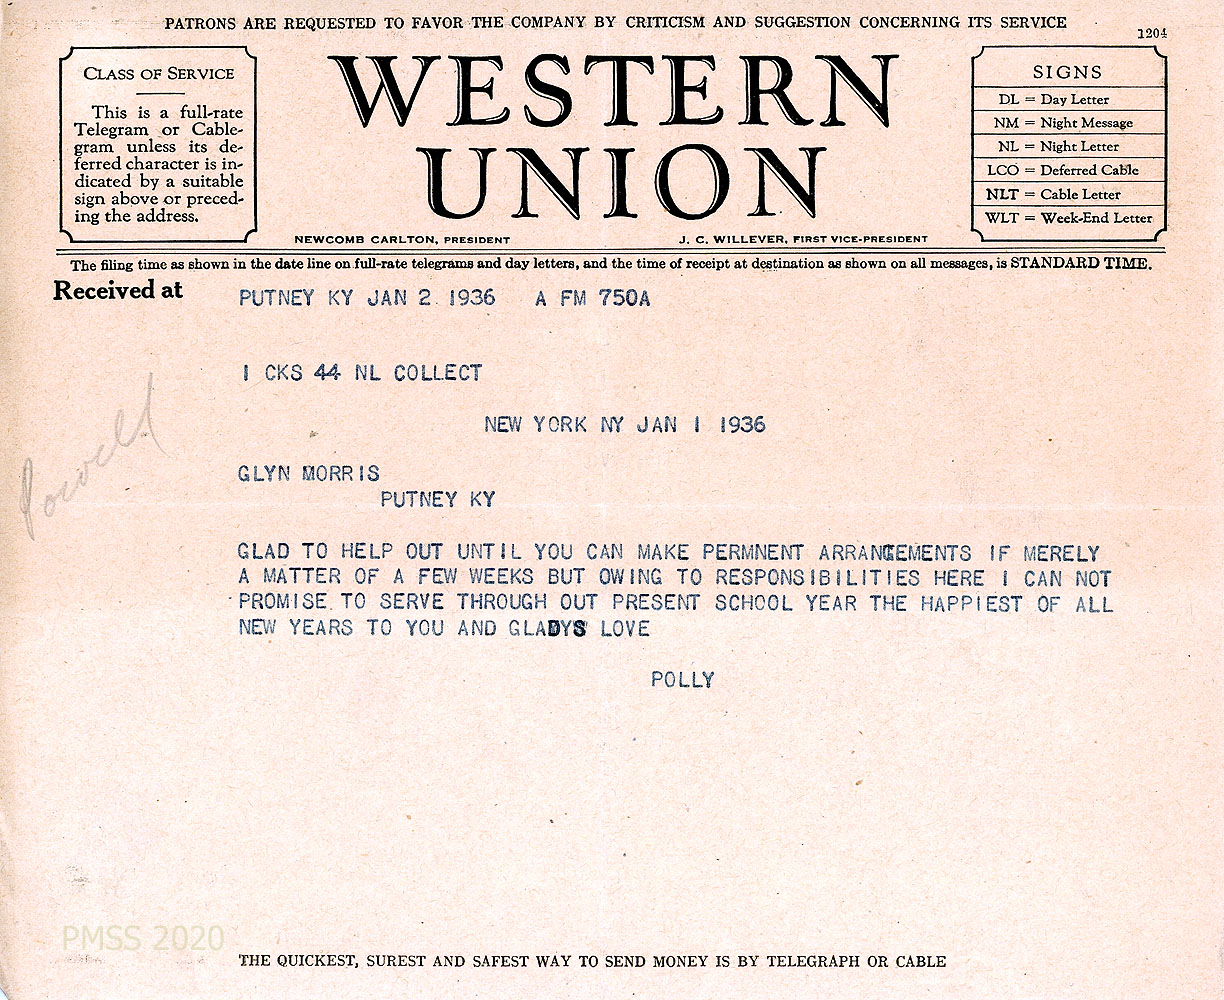 PATRONS ARE REQUESTED TO FAVOR THE COMPANY BY CRITICISM AND SUGGESTION CONCERNING ITS SERVICE
1204
CLASS OF SERVICE
This is a full-rate
Telegram or Cable-
gram unless its de-
ferred character is in-
dicated by a suitable
sign above or preced-
ing the address.
WESTERN
UNION
NEWCOMB CARLTON, PRESIDENT
J. C. WILLEVER, FIRST VICE-PRESIDENT
SIGNS
DL = Day Letter
NM = Night Message
NL = Night Letter
LCO = Deferred Cable
NLT = Cable Letter
WLT = Week-End Letter
The filing time as shown in the date line on full-rate telegrams and day letters, and the time of receipt at destination as shown on all messages, is STANDARD TIME.
Received at
PUTNEY KY JAN 2 1936 A FM 750A
I CKS 44 NL COLLECT
NEW YORK NY JAN I 1936
Powell
GLYN MORRIS
PUTNEY KY
GLAD TO HELP OUT UNTIL YOU CAN MAKE PERMNENT ARRANGEMENTS IF MERELY
A MATTER OF A FEW WEEKS BUT OWING TO RESPONSIBILITIES HERE I CAN NOT
PROMISE TO SERVE THROUGH OUT PRESENT SCHOOL YEAR THE HAPPIEST OF ALL
NEW YEARS TO YOU AND GLADYS LOVE
POLLY
PMSS 2020
THE QUICKEST, SUREST AND SAFEST WAY TO SEND MONEY IS BY TELEGRAPH OR CABLE